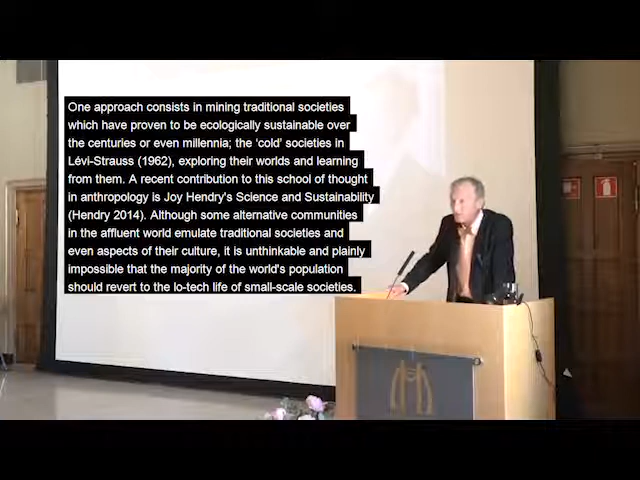 One approach consists in mining traditional societies
which have proven to be ecologically sustainable over
the centuries or even millennia; the ‘cold’ societies in
Lévi-Strauss (1962), exploring their worlds and learning
from them. A recent contribution to this school of thought
in anthropology is Joy Hendry's Science and Sustainability
(Hendry 2014). Although some alternative communities
in the affluent world emulate traditional societies and
even aspects of their culture, it is unthinkable and plainly
impossible that the majority of the world's population
should revert to the lo-tech life of small-scale societies.